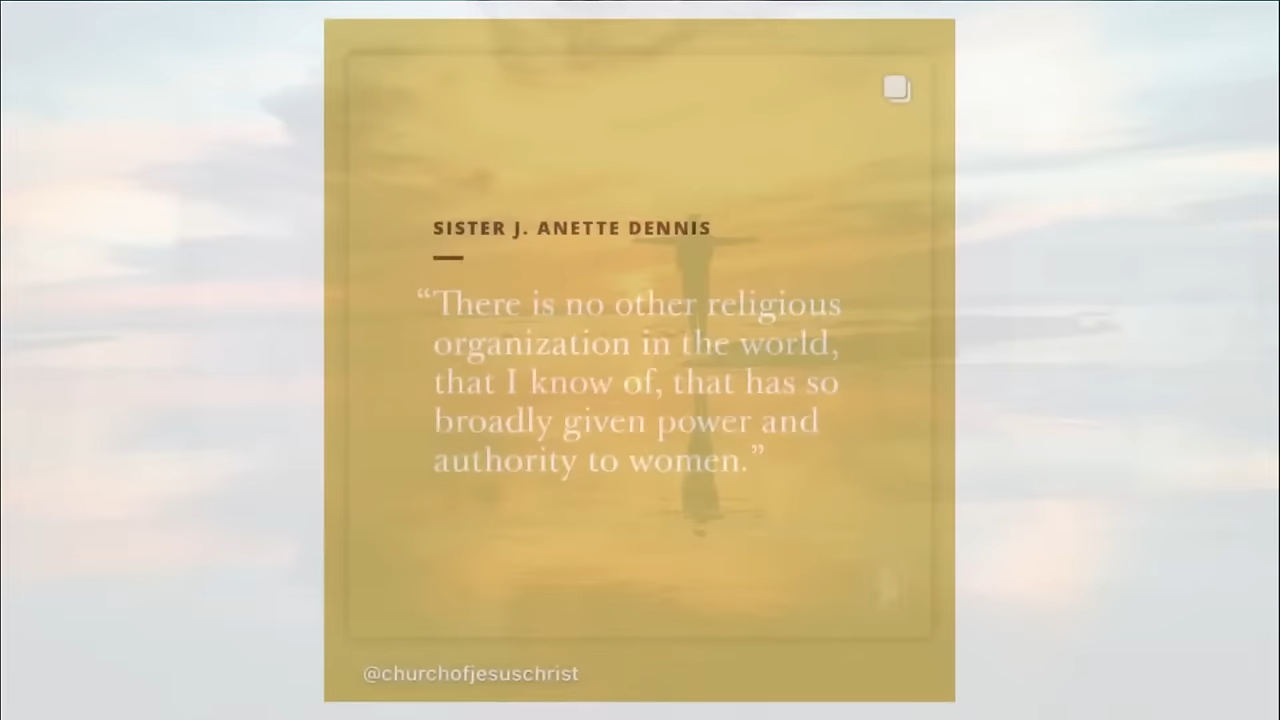 SISTER J. ANETTE DENNIS
“There is no other religious
organization in the world,
that I know of, that has so
broadly given power and
authority to women.”
@churchofjesuschrist